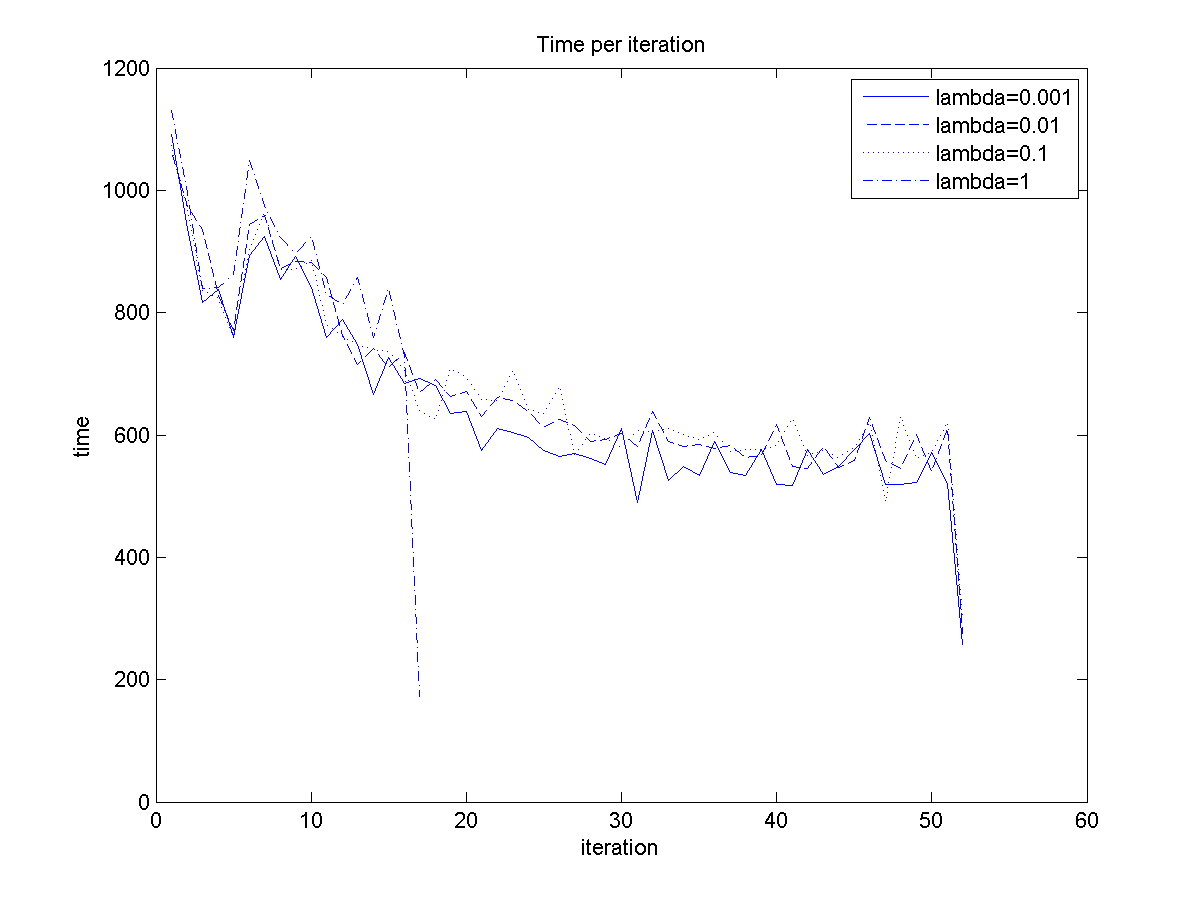 Time per iteration
1200
1000
800
600
400
200
0
time
0 10 20 30 40 50 60
iteration
lambda=0.001
lambda=0.01
lambda=0.1
lambda=1